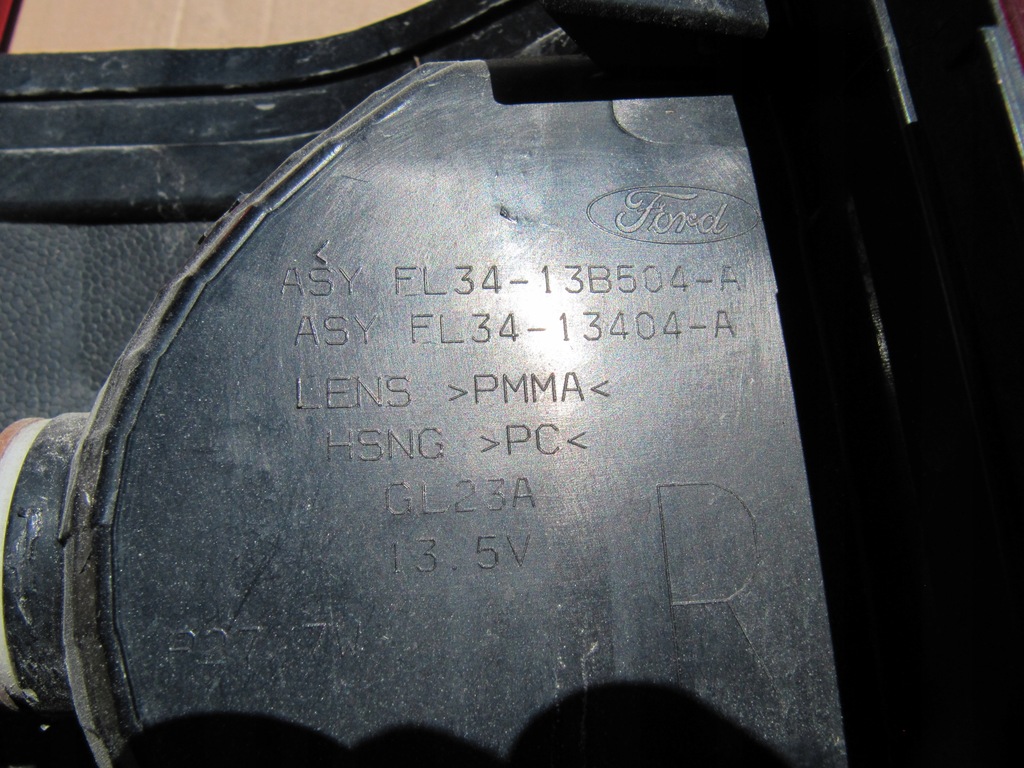 Ford
ASY FL34-13B504-A
ASY FL34-13404-A
LENS >PMMA<
HSNG >PC<
GL23A
13.5V
R